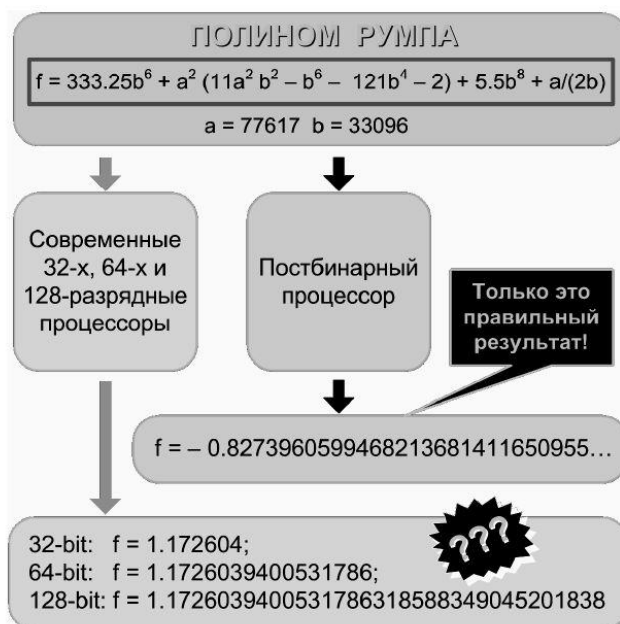 ПОЛИНОМ РУМПА
f = 333.25b⁶ + a² (11a² b² – b⁶ – 121b⁴ – 2) + 5.5b⁸ + a/(2b)
a = 77617 b = 33096
Современные
32-х, 64-х и
128-разрядные
процессоры
Постбинарный
процессор
Только это
правильный
результат!
f = – 0.827396059946821368141165095​5...
???
32-bit: f = 1.172604;
64-bit: f = 1.1726039400531786;
128-bit: f = 1.1726039400531786318588349045201838